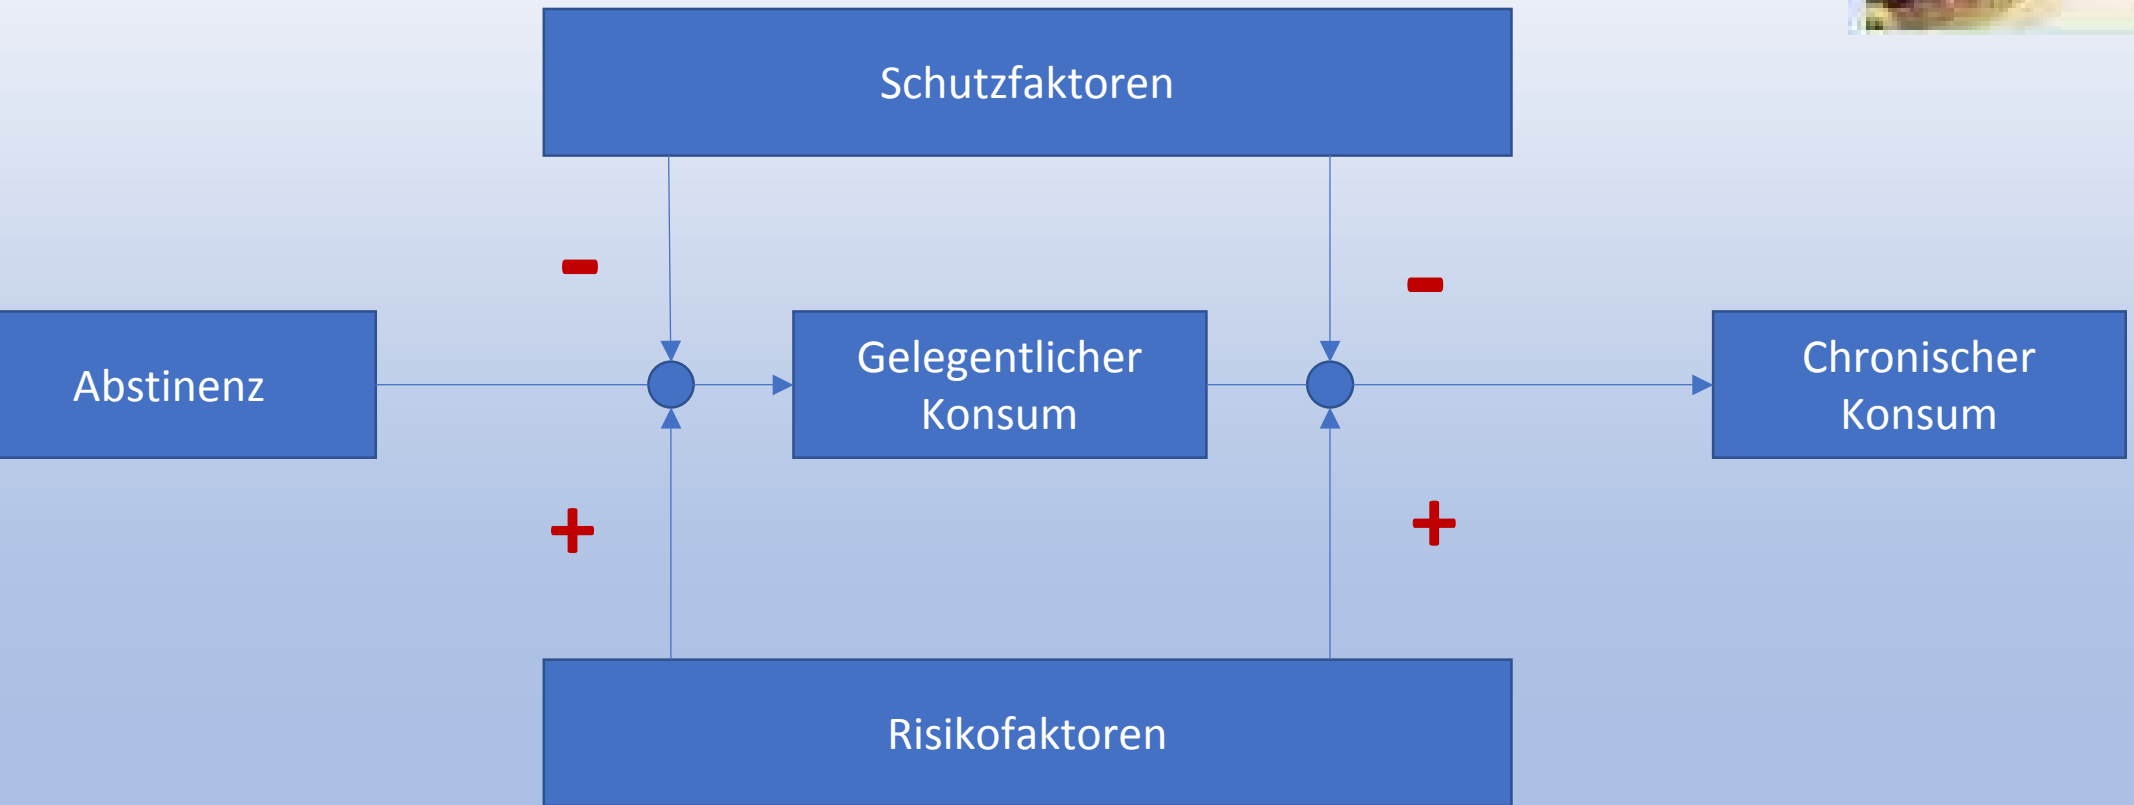 Schutzfaktoren
-
-
Abstinenz
Gelegentlicher
Konsum
Chronischer
Konsum
+
+
Risikofaktoren